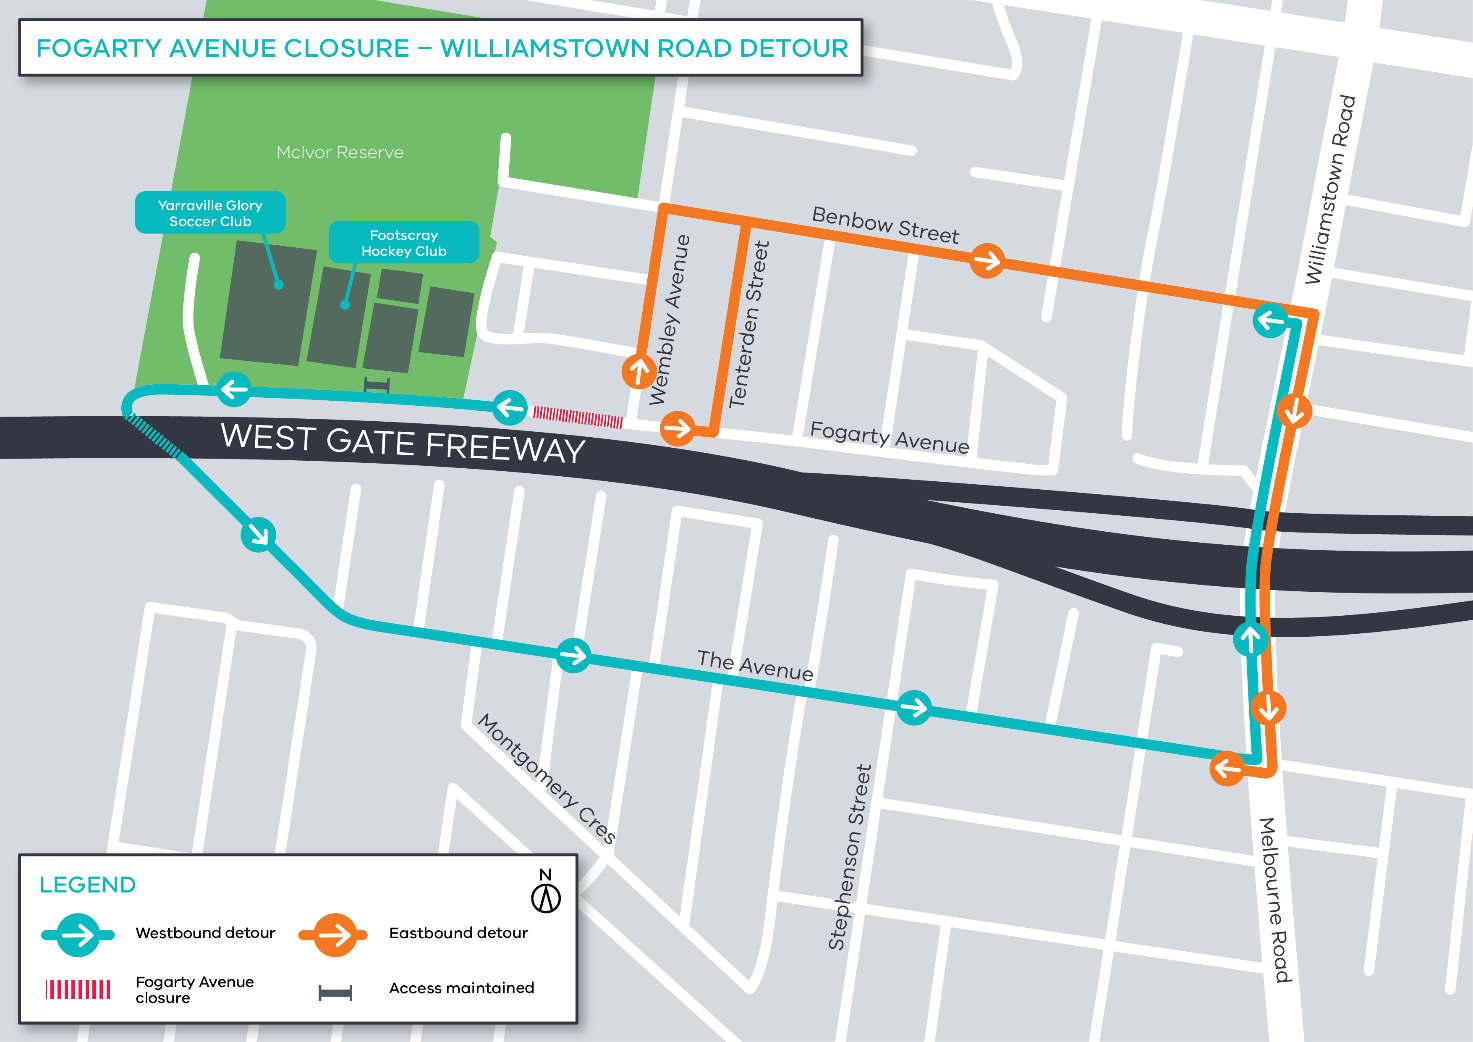 FOGARTY AVENUE CLOSURE – WILLIAMSTOWN ROAD DETOUR
McIvor Reserve
Yarraville Glory
Soccer Club
Footscray
Hockey Club
Williamstown Road
Benbow Street
Wembley Avenue
Tenterden Street
Fogarty Avenue
WEST GATE FREEWAY
The Avenue
Montgomery Cres
Stephenson Street
Melbourne Road
LEGEND
N
Westbound detour
Eastbound detour
Fogarty Avenue
closure
Access maintained